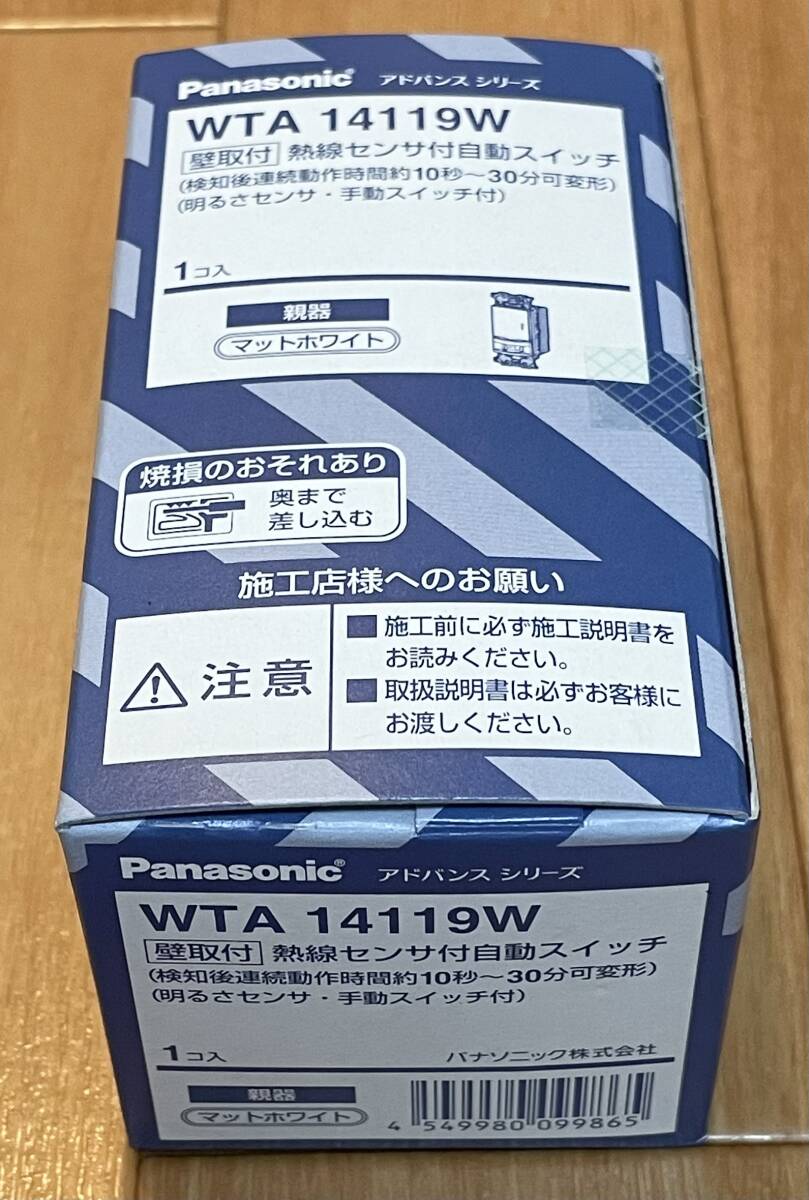 Panasonic® アドバンス シリーズ
WTA 14119W
壁取付 熱線センサ付自動スイッチ
(検知後連続動作時間約10秒～30分可変形)
(明るさセンサ・手動スイッチ付)
1コ入
親器
マットホワイト
焼損のおそれあり
奥まで
差し込む
施工店様へのお願い
注意
■施工前に必ず施工説明書を
お読みください。
■取扱説明書は必ずお客様に
お渡しください。
Panasonic® アドバンス シリーズ
WTA 14119W
壁取付 熱線センサ付自動スイッチ
(検知後連続動作時間約10秒～30分可変形)
(明るさセンサ・手動スイッチ付)
1コ入 パナソニック株式会社
親器
マットホワイト
4 549980 099865